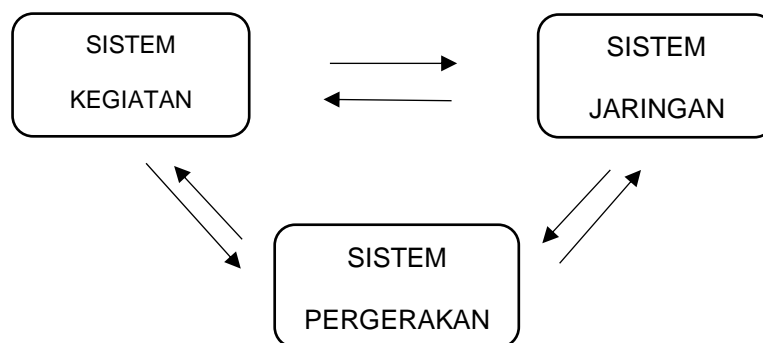 SISTEM
KEGIATAN
SISTEM
JARINGAN
SISTEM
PERGERAKAN